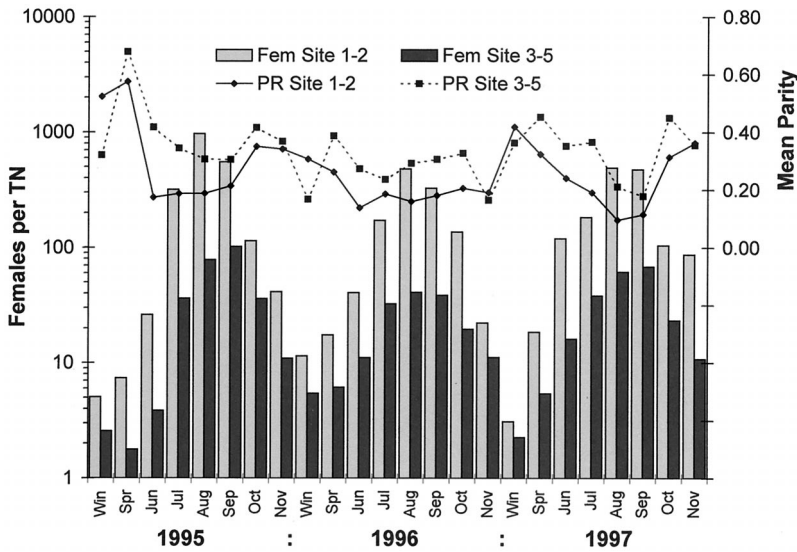 10000
1000
100
10
1
Females per TN
0.80
0.60
0.40
0.20
0.00
Mean Parity
Fem Site 1-2 Fem Site 3-5
PR Site 1-2 PR Site 3-5
Win Spr Jun Jul Aug Sep Oct Nov Win Spr Jun Jul Aug Sep Oct Nov Win Spr Jun Jul Aug Sep Oct Nov
1995 : 1996 : 1997